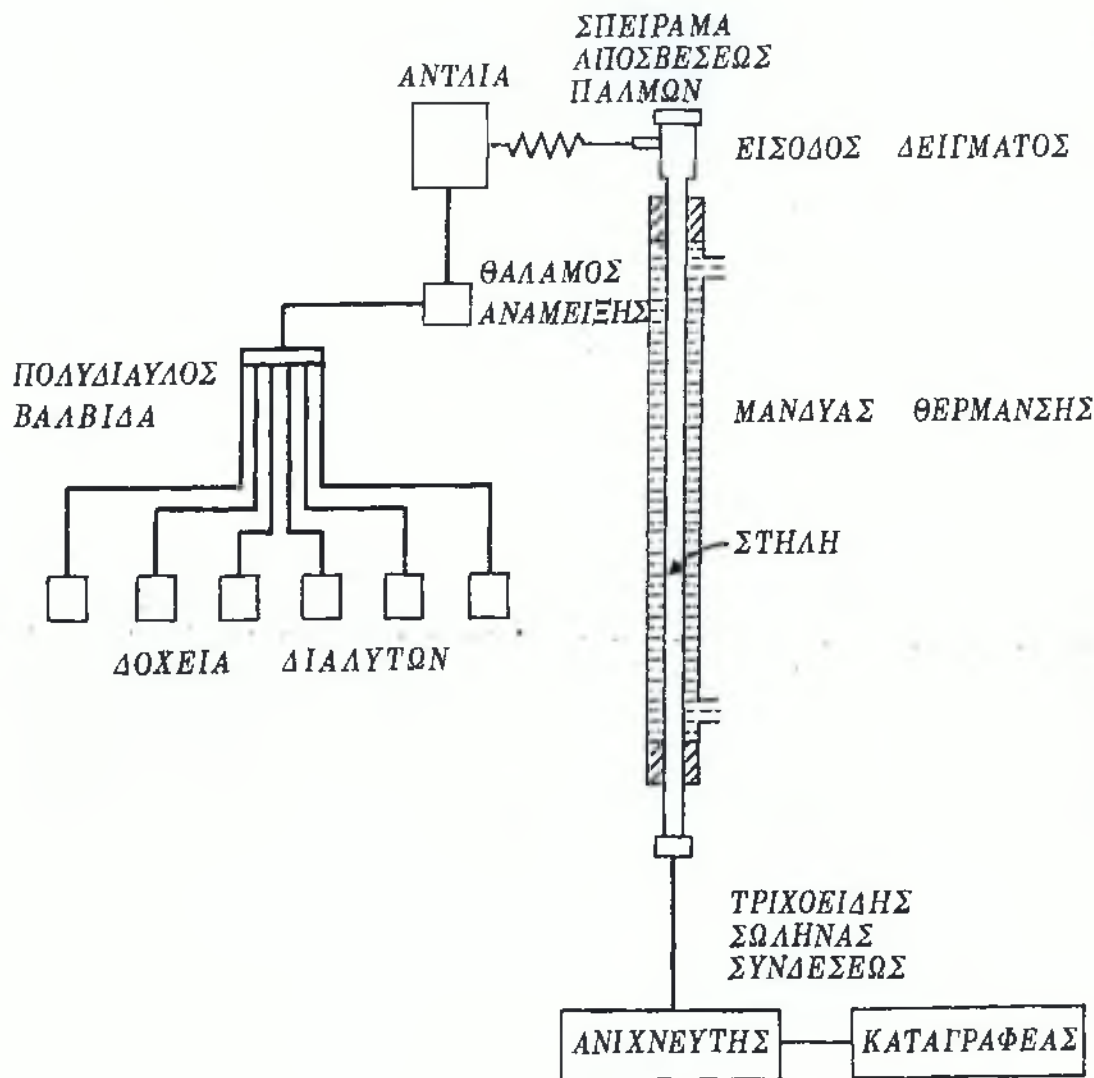 ΣΠΕΙΡΑΜΑ
ΑΠΟΣΒΕΣΕΩΣ
ΠΑΛΜΩΝ
ΑΝΤΛΙΑ
ΕΙΣΟΔΟΣ ΔΕΙΓΜΑΤΟΣ
ΘΑΛΑΜΟΣ
ΑΝΑΜΕΙΞΗΣ
ΠΟΛΥΔΙΑΥΛΟΣ
ΒΑΛΒΙΔΑ
ΜΑΝΔΥΑΣ ΘΕΡΜΑΝΣΗΣ
ΣΤΗΛΗ
ΔΟΧΕΙΑ ΔΙΑΛΥΤΩΝ
ΤΡΙΧΟΕΙΔΗΣ
ΣΩΛΗΝΑΣ
ΣΥΝΔΕΣΕΩΣ
ΑΝΙΧΝΕΥΤΗΣ
ΚΑΤΑΓΡΑΦΕΑΣ